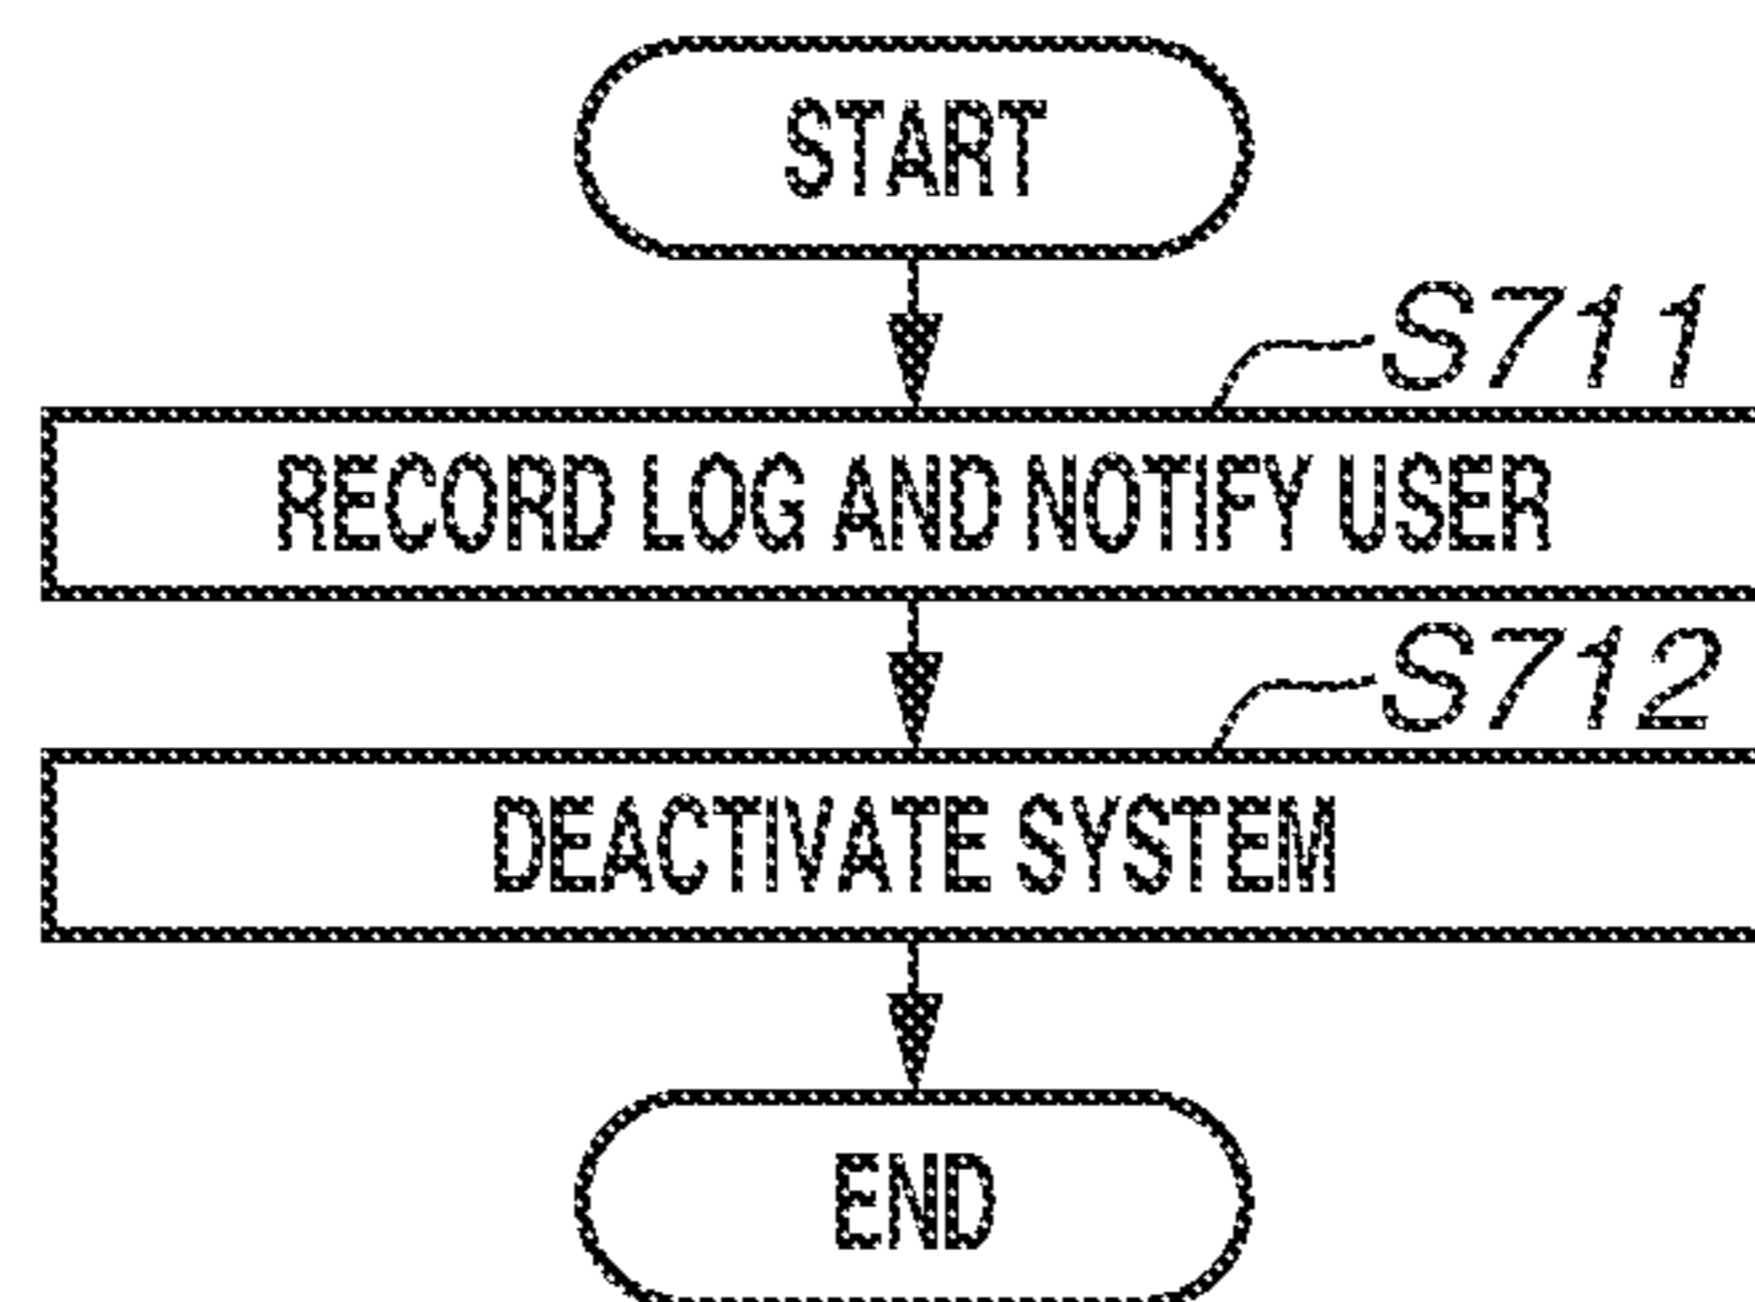 START
S711
RECORD LOG AND NOTIFY USER
S712
DEACTIVATE SYSTEM
END